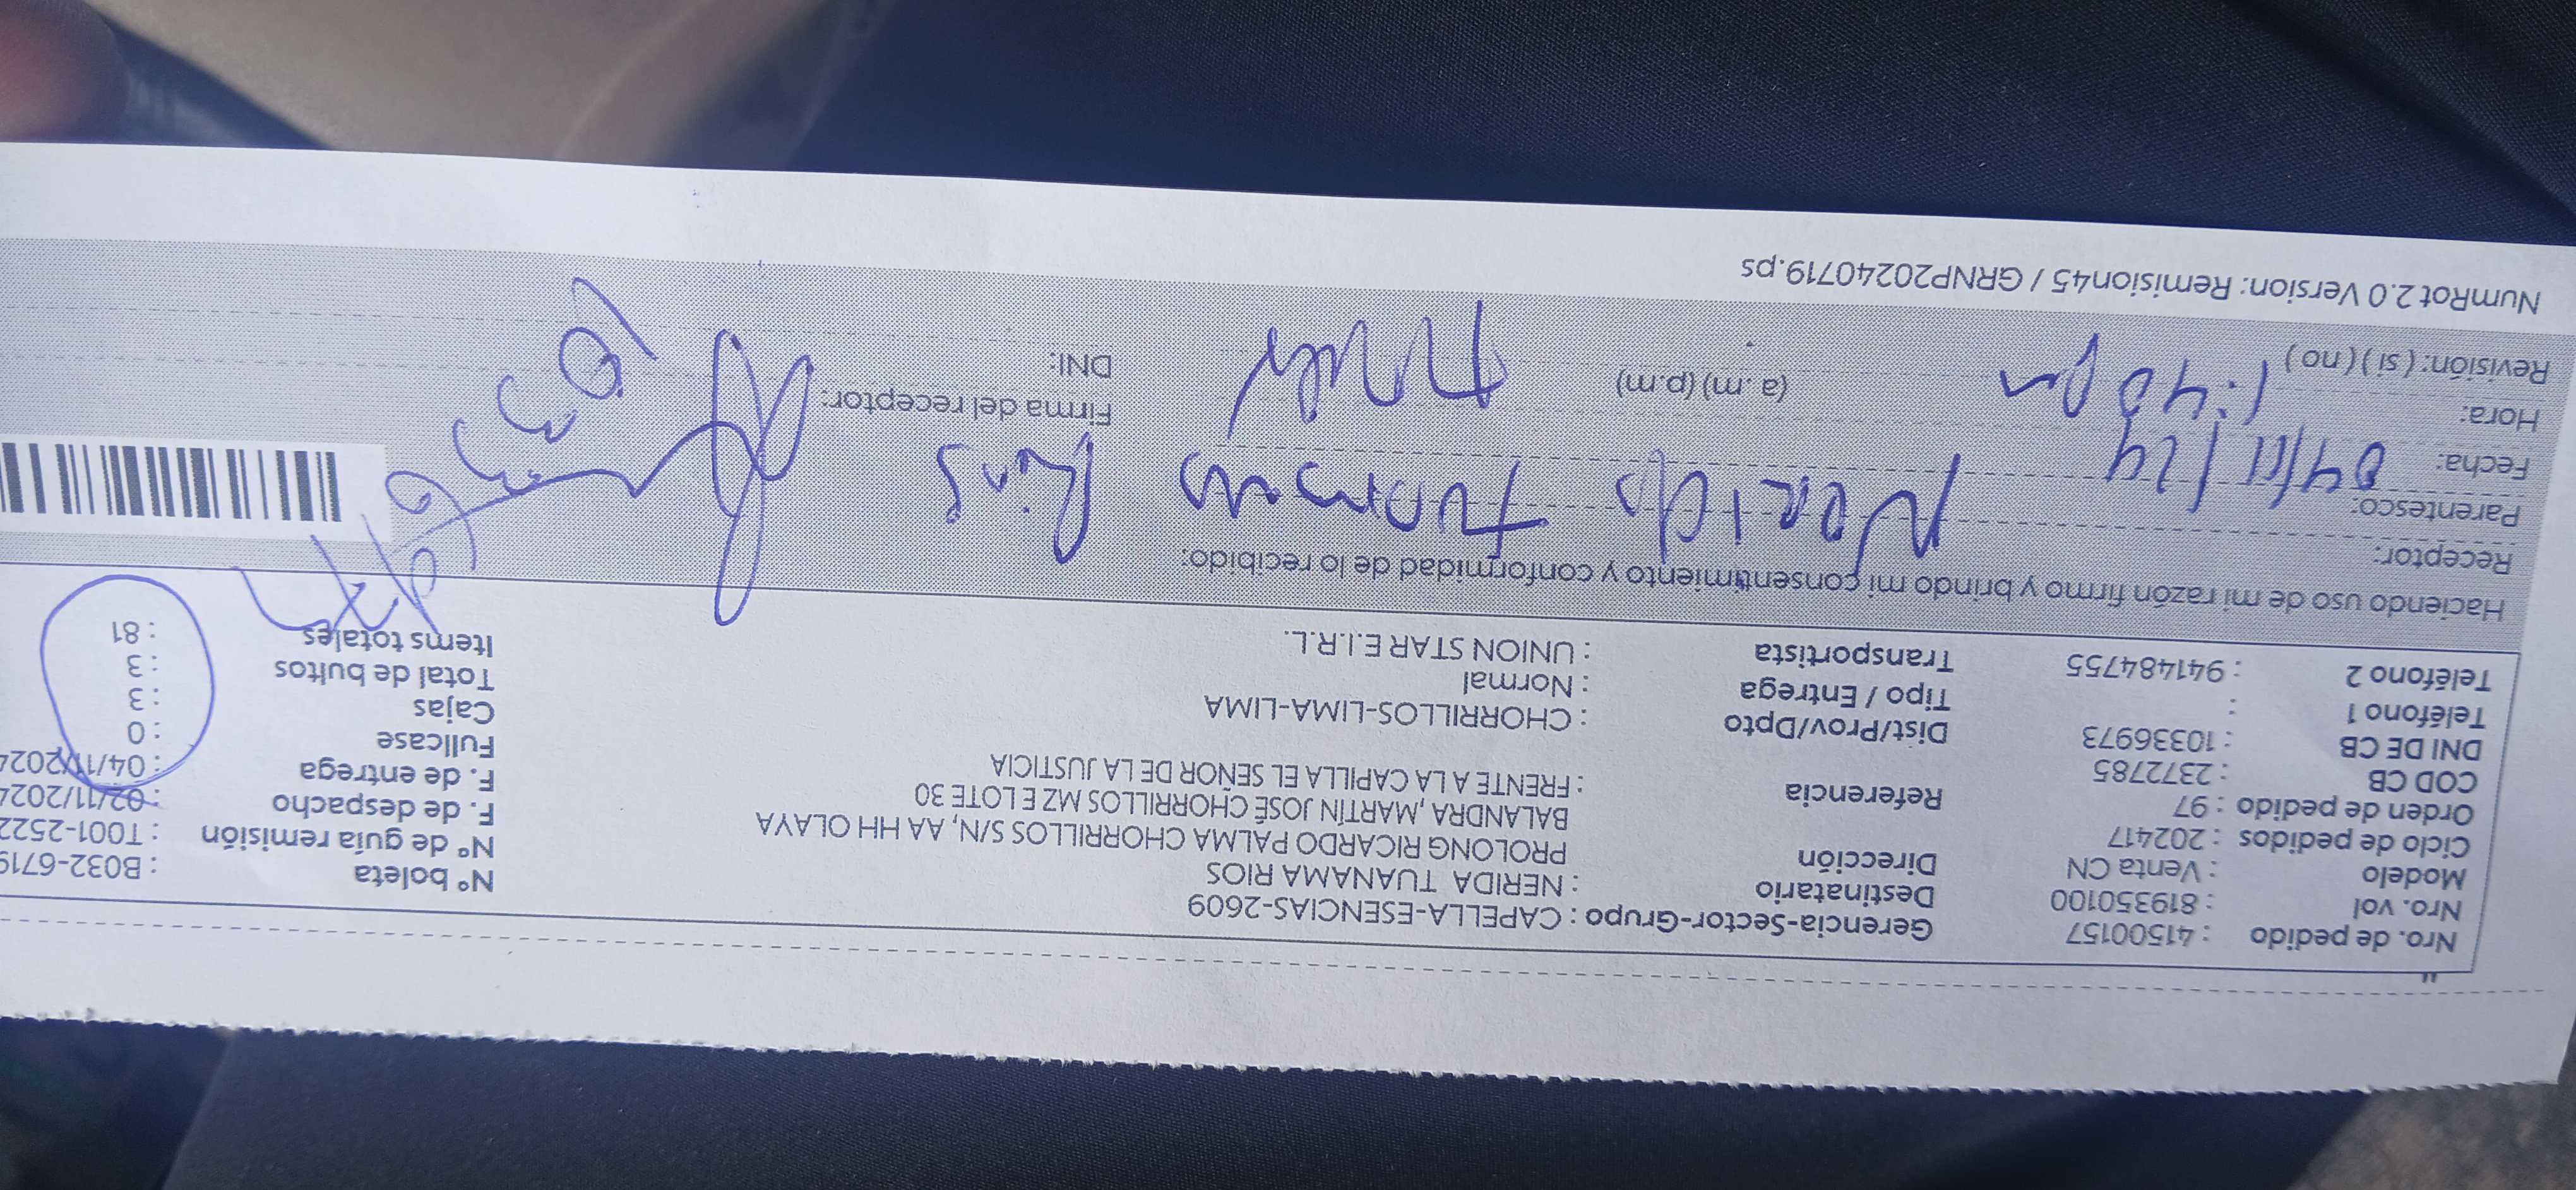 Nro. de pedido : 41500157 Gerencia-Sector-Grupo : CAPELLA-ESENCIAS-2609 N° boleta : B032-6719
Nro. vol : 819350100 Destinatario : NERIDA TUANAMA RIOS N° de guía remisión : T001-2522
Modelo : Venta CN Dirección PROLONG RICARDO PALMA CHORRILLOS S/N, AA HH OLAYA F. de despacho : 02/11/2024
Ciclo de pedidos : 202417 BALANDRA, MARTÍN JOSÉ CHORRILLOS MZ E LOTE 30 F. de entrega : 04/11/2024
Orden de pedido : 97 Referencia : FRENTE A LA CAPILLA EL SEÑOR DE LA JUSTICIA Fullcase : 0
COD CB : 2372785 Dist/Prov/Dpto : CHORRILLOS-LIMA-LIMA Cajas : 3
DNI DE CB : 10336973 Tipo / Entrega : Normal Total de bultos : 3
Teléfono 1 : Transportista : UNION STAR E.I.R.L. Items totales : 81
Teléfono 2 : 941484755
Haciendo uso de mi razón firmo y brindo mi consentimiento y conformidad de lo recibido:
Receptor: Nerida Tuanama Rios
Parentesco:
Fecha: 04/11/24 Firma del receptor:
Hora: 1:40 pm (a.m) (p.m) DNI:
Revisión: ( si ) ( no )
NumRot 2.0 Version: Remision45 / GRNP20240719.ps